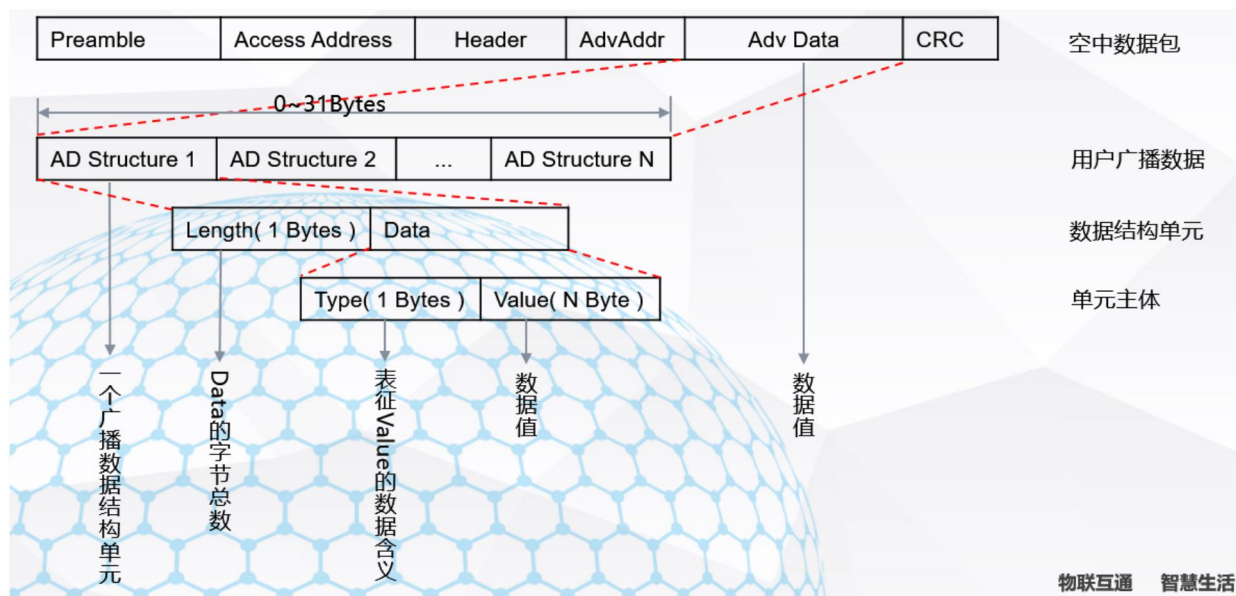 Preamble Access Address Header AdvAddr Adv Data CRC 空中数据包
0~31Bytes
AD Structure 1 AD Structure 2 ... AD Structure N 用户广播数据
Length( 1 Bytes ) Data 数据结构单元
Type( 1 Bytes ) Value( N Byte ) 单元主体
一个广播数据结构单元
Data的字节总数
表征Value的数据含义
数据值
数据值
物联互通 智慧生活